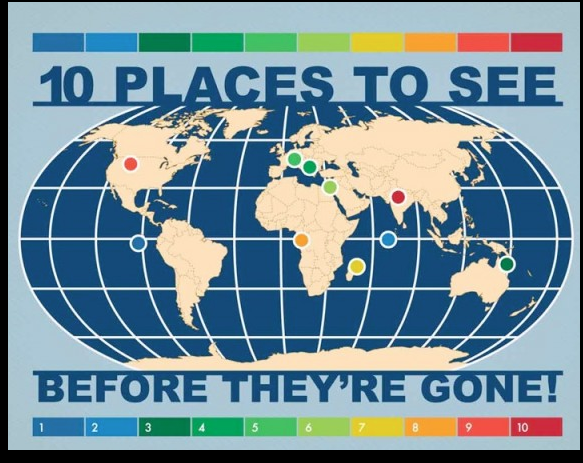 10 PLACES TO SEE
BEFORE THEY'RE GONE!
1 2 3 4 5 6 7 8 9 10